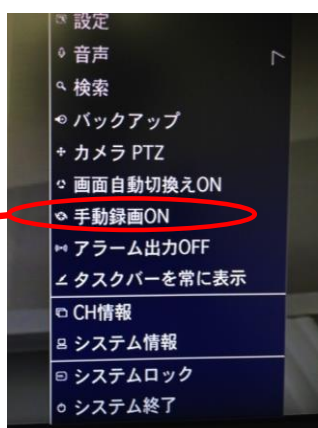 設定
音声
検索
バックアップ
カメラ PTZ
画面自動切換えON
手動録画ON
アラーム出力OFF
タスクバーを常に表示
CH情報
システム情報
システムロック
システム終了